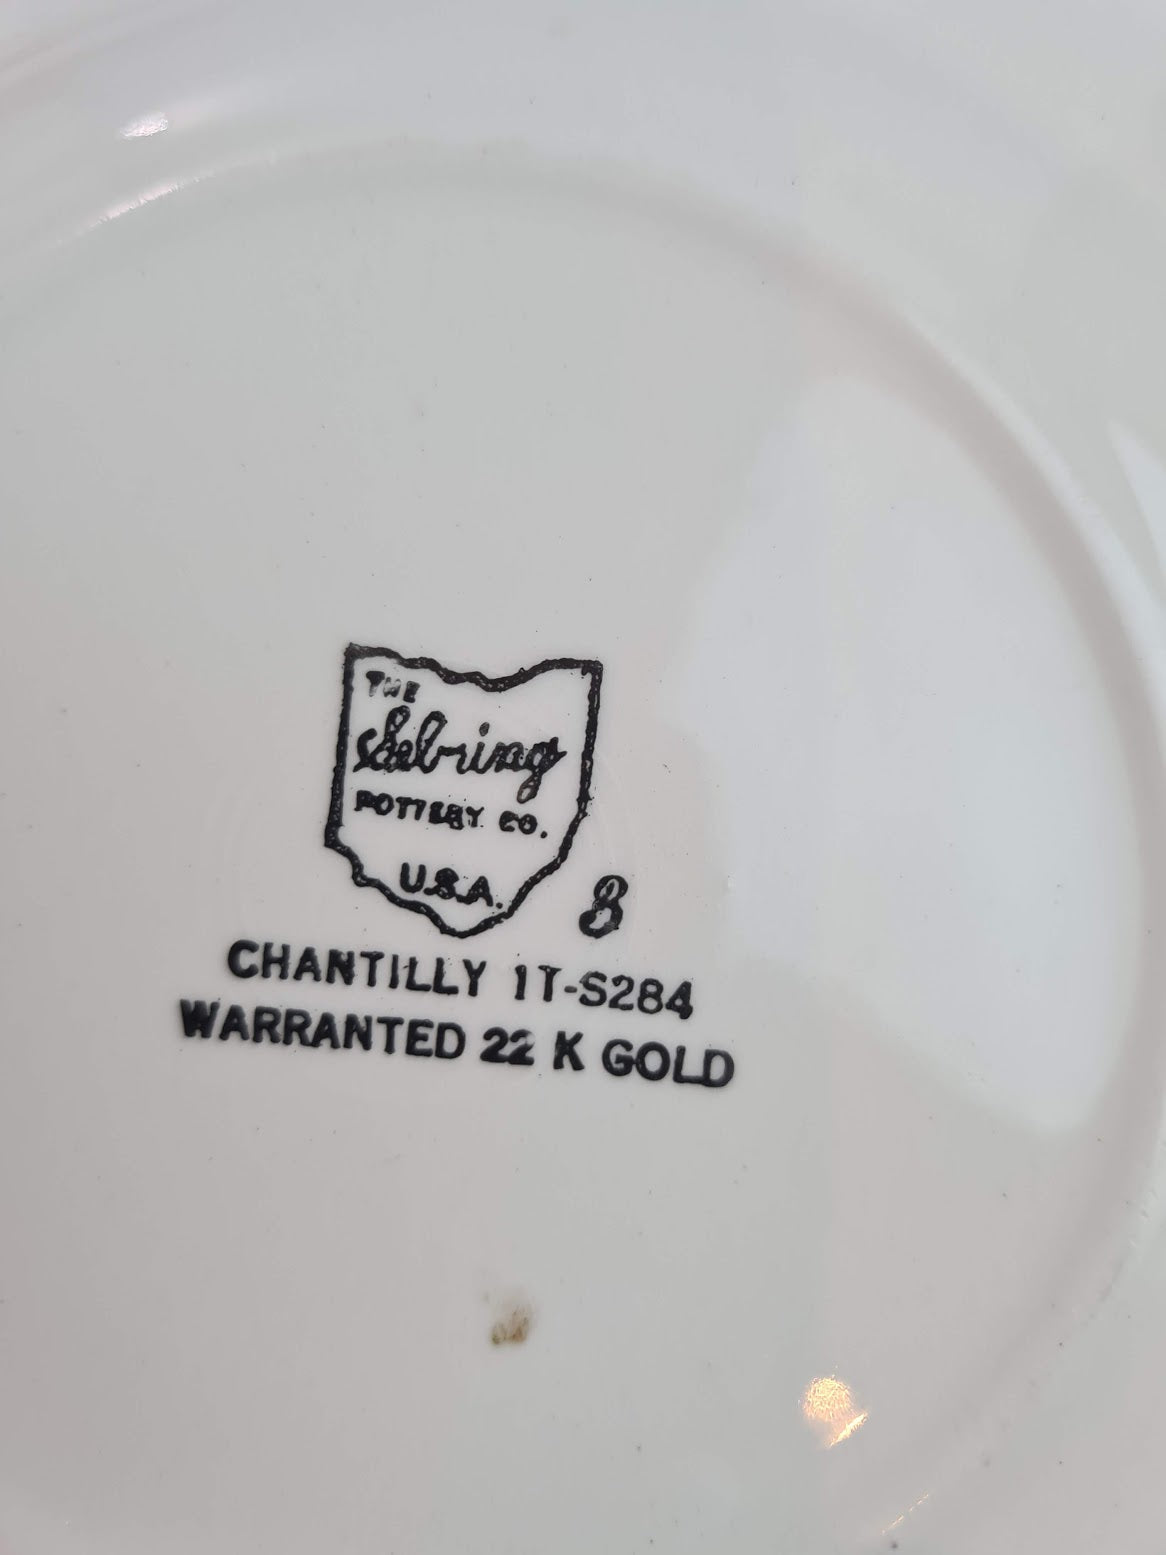 THE
Sebring
POTTERY CO.
U.S.A.
8
CHANTILLY 1T-S284
WARRANTED 22 K GOLD